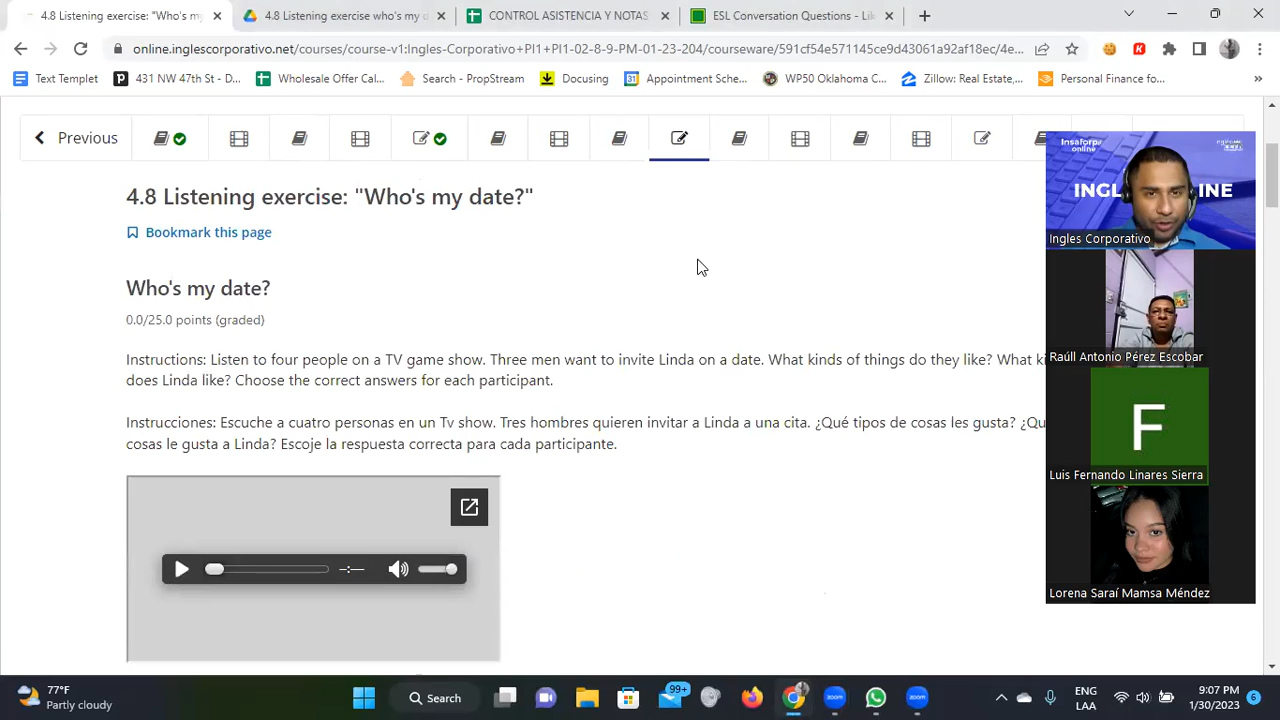 4.8 Listening exercise: "Who's my
4.8 Listening exercise who's my d
CONTROL ASISTENCIA Y NOTAS
ESL Conversation Questions - Lik
online.inglescorporativo.net/courses/course-v1:Ingles-Corporativo+PI1+PI1-02-8-9-PM-01-23-204/courseware/591cf54e571145ce9d43061a92af18ec/4e...
Text Templet
431 NW 47th St - D...
Wholesale Offer Cal...
Search - PropStream
Docusing
Appointment Sche...
WP50 Oklahoma C...
Zillow: Real Estate,...
Personal Finance fo...
»
Previous
4.8 Listening exercise: "Who's my date?"
Bookmark this page
Who's my date?
0.0/25.0 points (graded)
Instructions: Listen to four people on a TV game show. Three men want to invite Linda on a date. What kinds of things do they like? What ki
does Linda like? Choose the correct answers for each participant.
Instrucciones: Escuche a cuatro personas en un Tv show. Tres hombres quieren invitar a Linda a una cita. ¿Qué tipos de cosas les gusta? ¿Qu
cosas le gusta a Linda? Escoje la respuesta correcta para cada participante.
-:--
Insaforp
online
INGL
INE
Ingles Corporativo
Raúll Antonio Pérez Escobar
F
Luis Fernando Linares Sierra
Lorena Saraí Mamsa Méndez
77°F
Partly cloudy
Search
99+
zoom
zoom
ENG
LAA
9:07 PM
1/30/2023
6